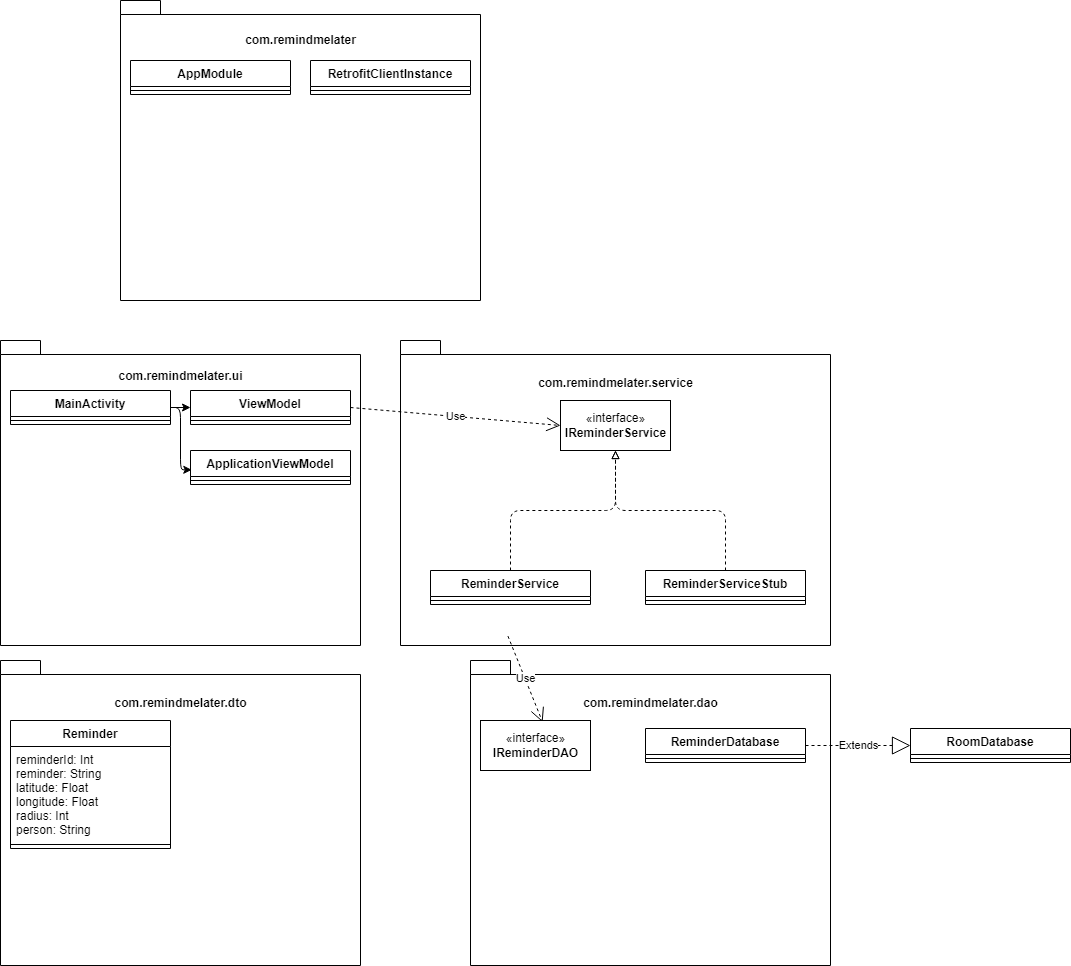 com.remindmelater
AppModule
RetrofitClientInstance
com.remindmelater.ui
MainActivity
ViewModel
ApplicationViewModel
Use
com.remindmelater.service
«interface»
IReminderService
ReminderService
ReminderServiceStub
Use
com.remindmelater.dto
Reminder
reminderId: Int
reminder: String
latitude: Float
longitude: Float
radius: Int
person: String
com.remindmelater.dao
«interface»
IReminderDAO
ReminderDatabase
Extends
RoomDatabase